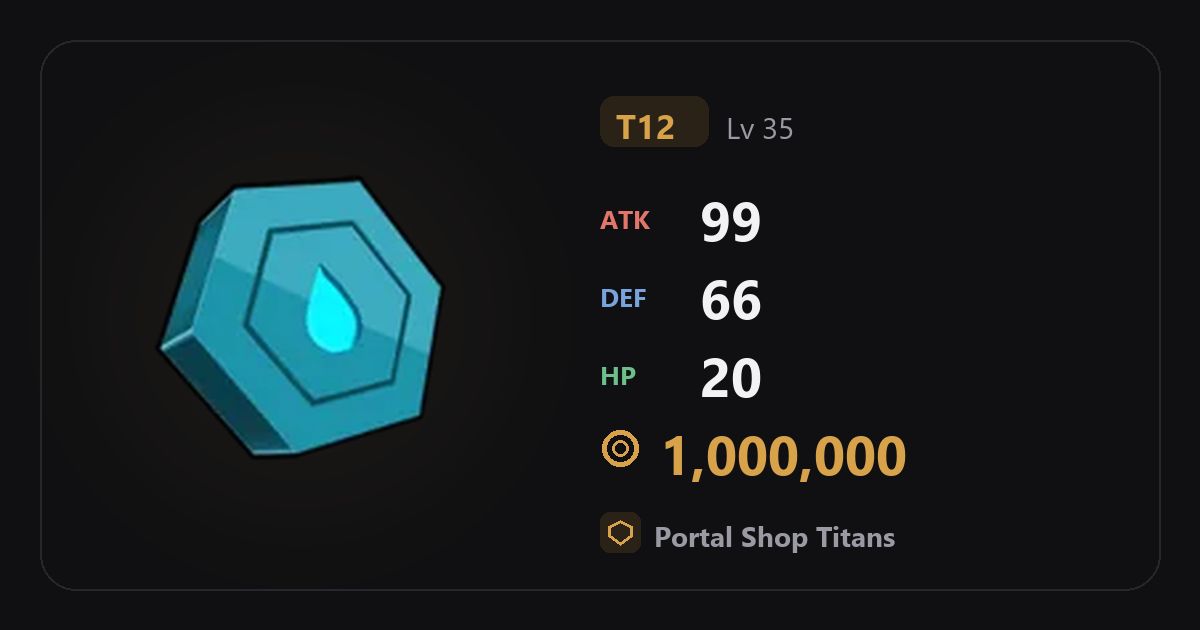 T12 Lv 35
ATK 99
DEF 66
HP 20
1,000,000
Portal Shop Titans